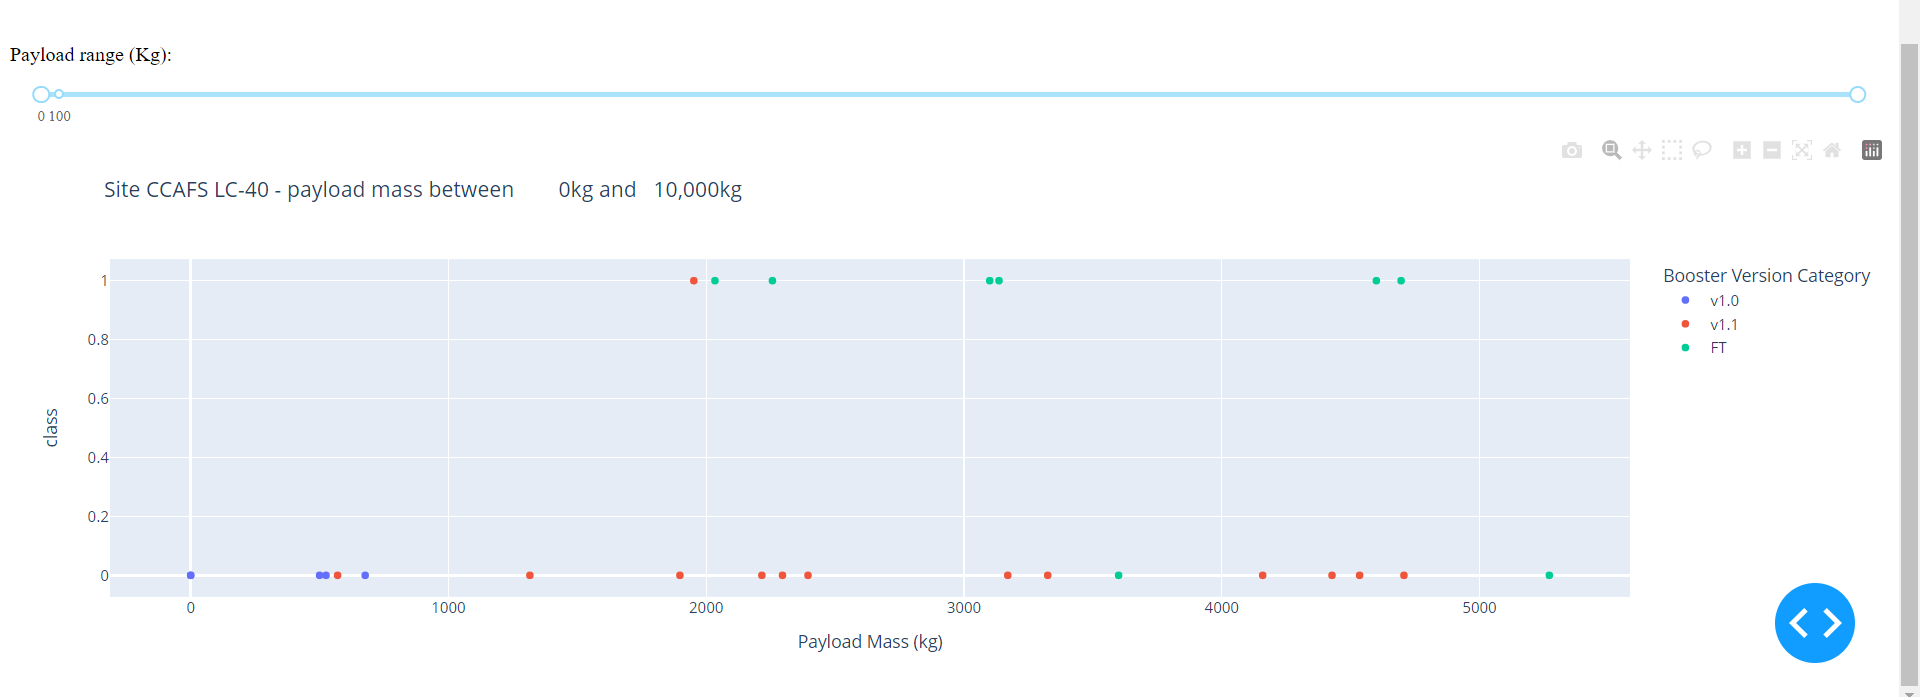 Payload range (Kg):
0 100
Site CCAFS LC-40 - payload mass between 0kg and 10,000kg
Booster Version Category
v1.0
v1.1
FT
1
0.8
0.6
0.4
0.2
0
class
0 1000 2000 3000 4000 5000
Payload Mass (kg)